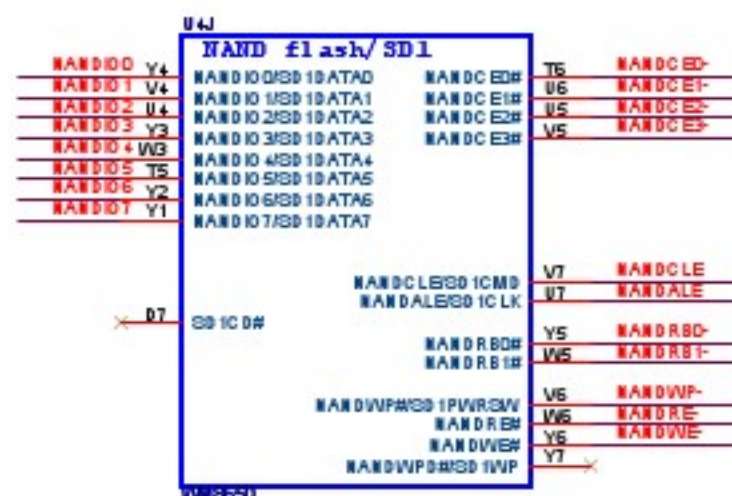 U4J
NAND flash/SD1
NANDIO0 Y4 NANDIO0/SD1DATA0 NANDCE0# T6 NANDCE0-
NANDIO1 V4 NANDIO1/SD1DATA1 NANDCE1# U6 NANDCE1-
NANDIO2 U4 NANDIO2/SD1DATA2 NANDCE2# U5 NANDCE2-
NANDIO3 Y3 NANDIO3/SD1DATA3 NANDCE3# V5 NANDCE3-
NANDIO4 W3 NANDIO4/SD1DATA4
NANDIO5 T5 NANDIO5/SD1DATA5
NANDIO6 Y2 NANDIO6/SD1DATA6
NANDIO7 Y1 NANDIO7/SD1DATA7
NANDCLE/SD1CMD V7 NANDCLE
NANDALE/SD1CLK U7 NANDALE
D7 SD1CD#
NANDRB0# Y5 NANDRB0-
NANDRB1# W5 NANDRB1-
NANDWP#/SD1PWRSW V6 NANDWP-
NANDRE# W6 NANDRE-
NANDWE# Y6 NANDWE-
NANDWPD#/SD1WP Y7